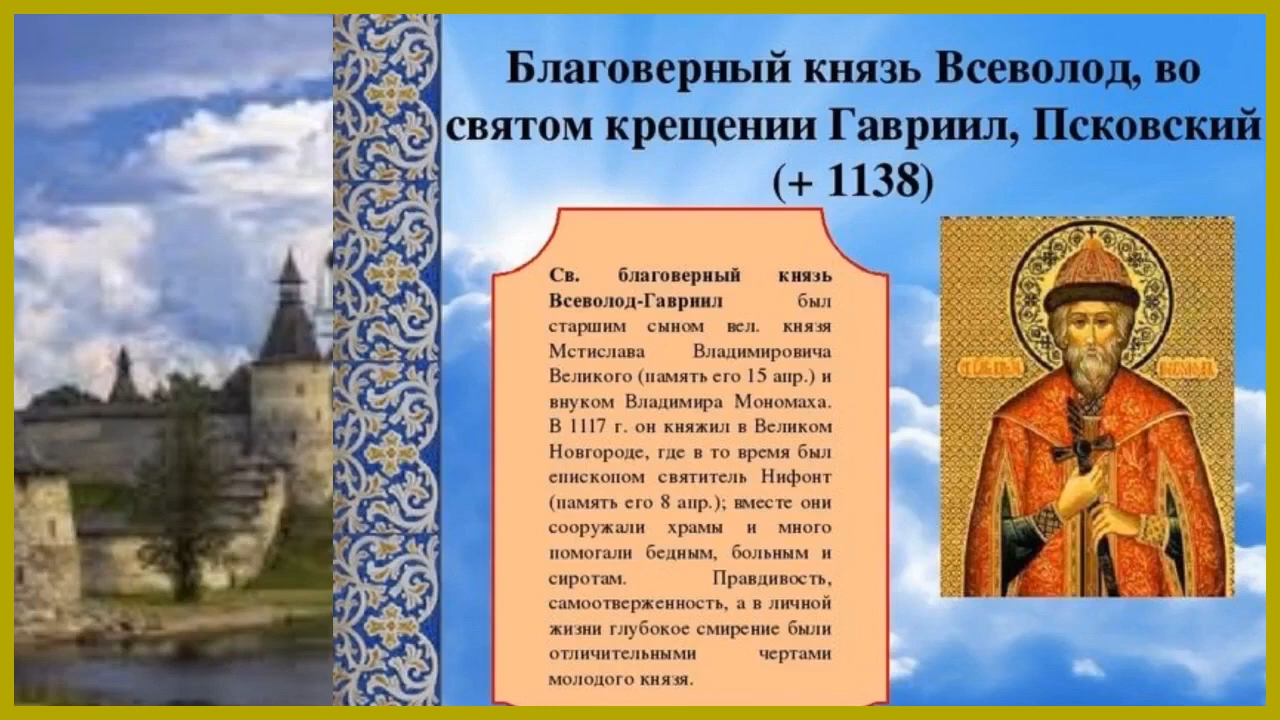 Благоверный князь Всеволод, во
святом крещении Гавриил, Псковский
(+ 1138)
Св. благоверный князь
Всеволод-Гавриил был
старшим сыном вел. князя
Мстислава Владимировича
Великого (память его 15 апр.) и
внуком Владимира Мономаха.
В 1117 г. он княжил в Великом
Новгороде, где в то время был
епископом святитель Нифонт
(память его 8 апр.); вместе они
сооружали храмы и много
помогали бедным, больным и
сиротам. Правдивость,
самоотверженность, а в личной
жизни глубокое смирение были
отличительными чертами
молодого князя.